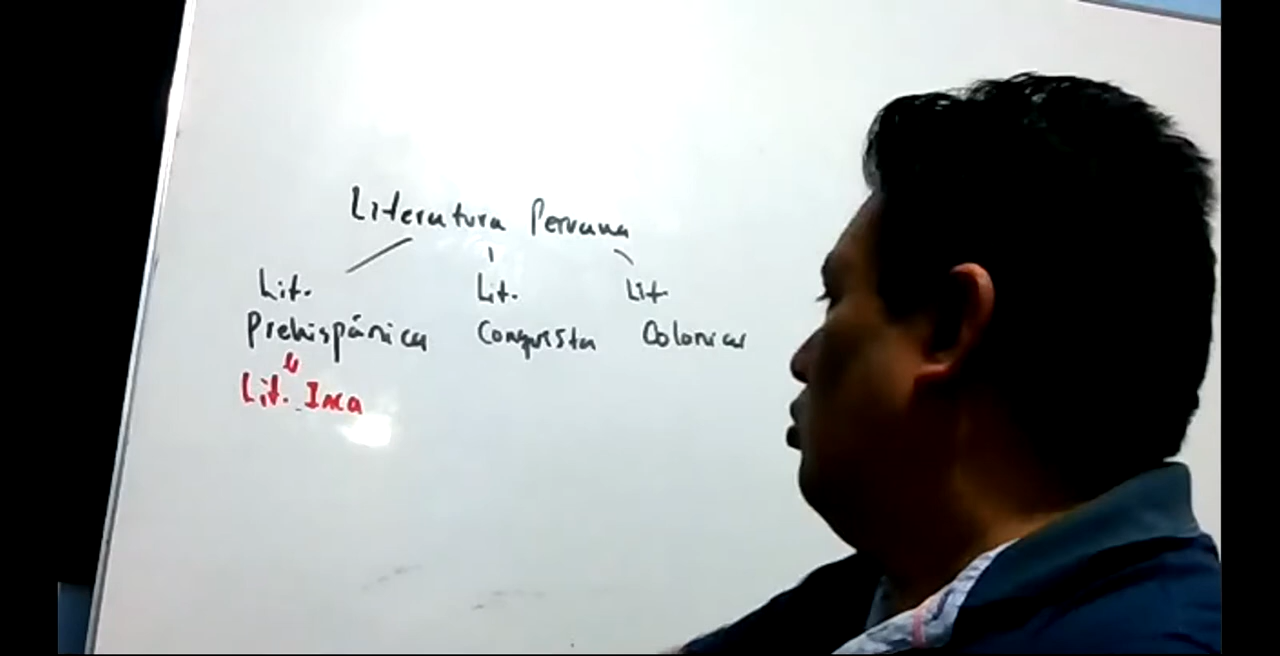 Literatura Peruana
Lit.
Prehispánica
Lit.
Conquista
Lit
Colonial
Lit. Inca